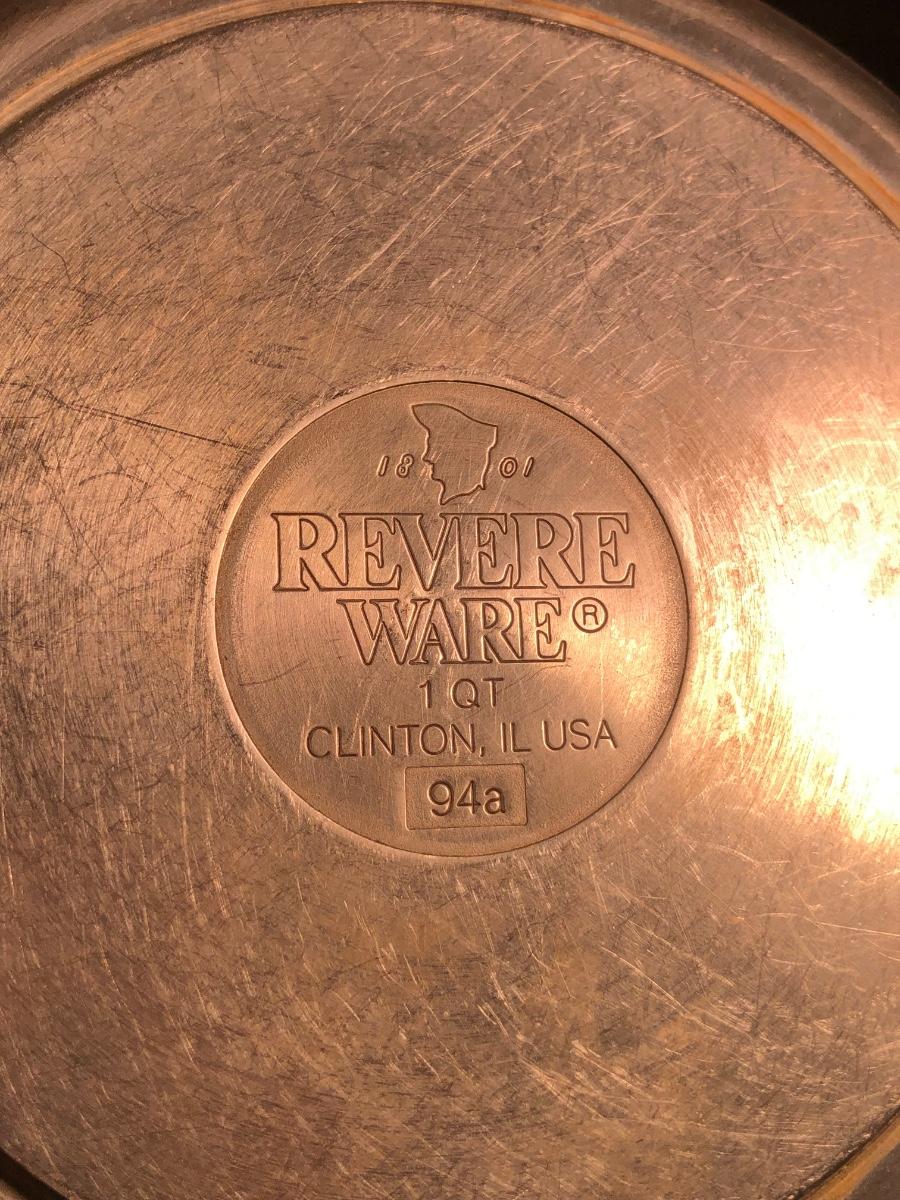 18 01
REVERE
WARE®
1 QT
CLINTON, IL USA
94a